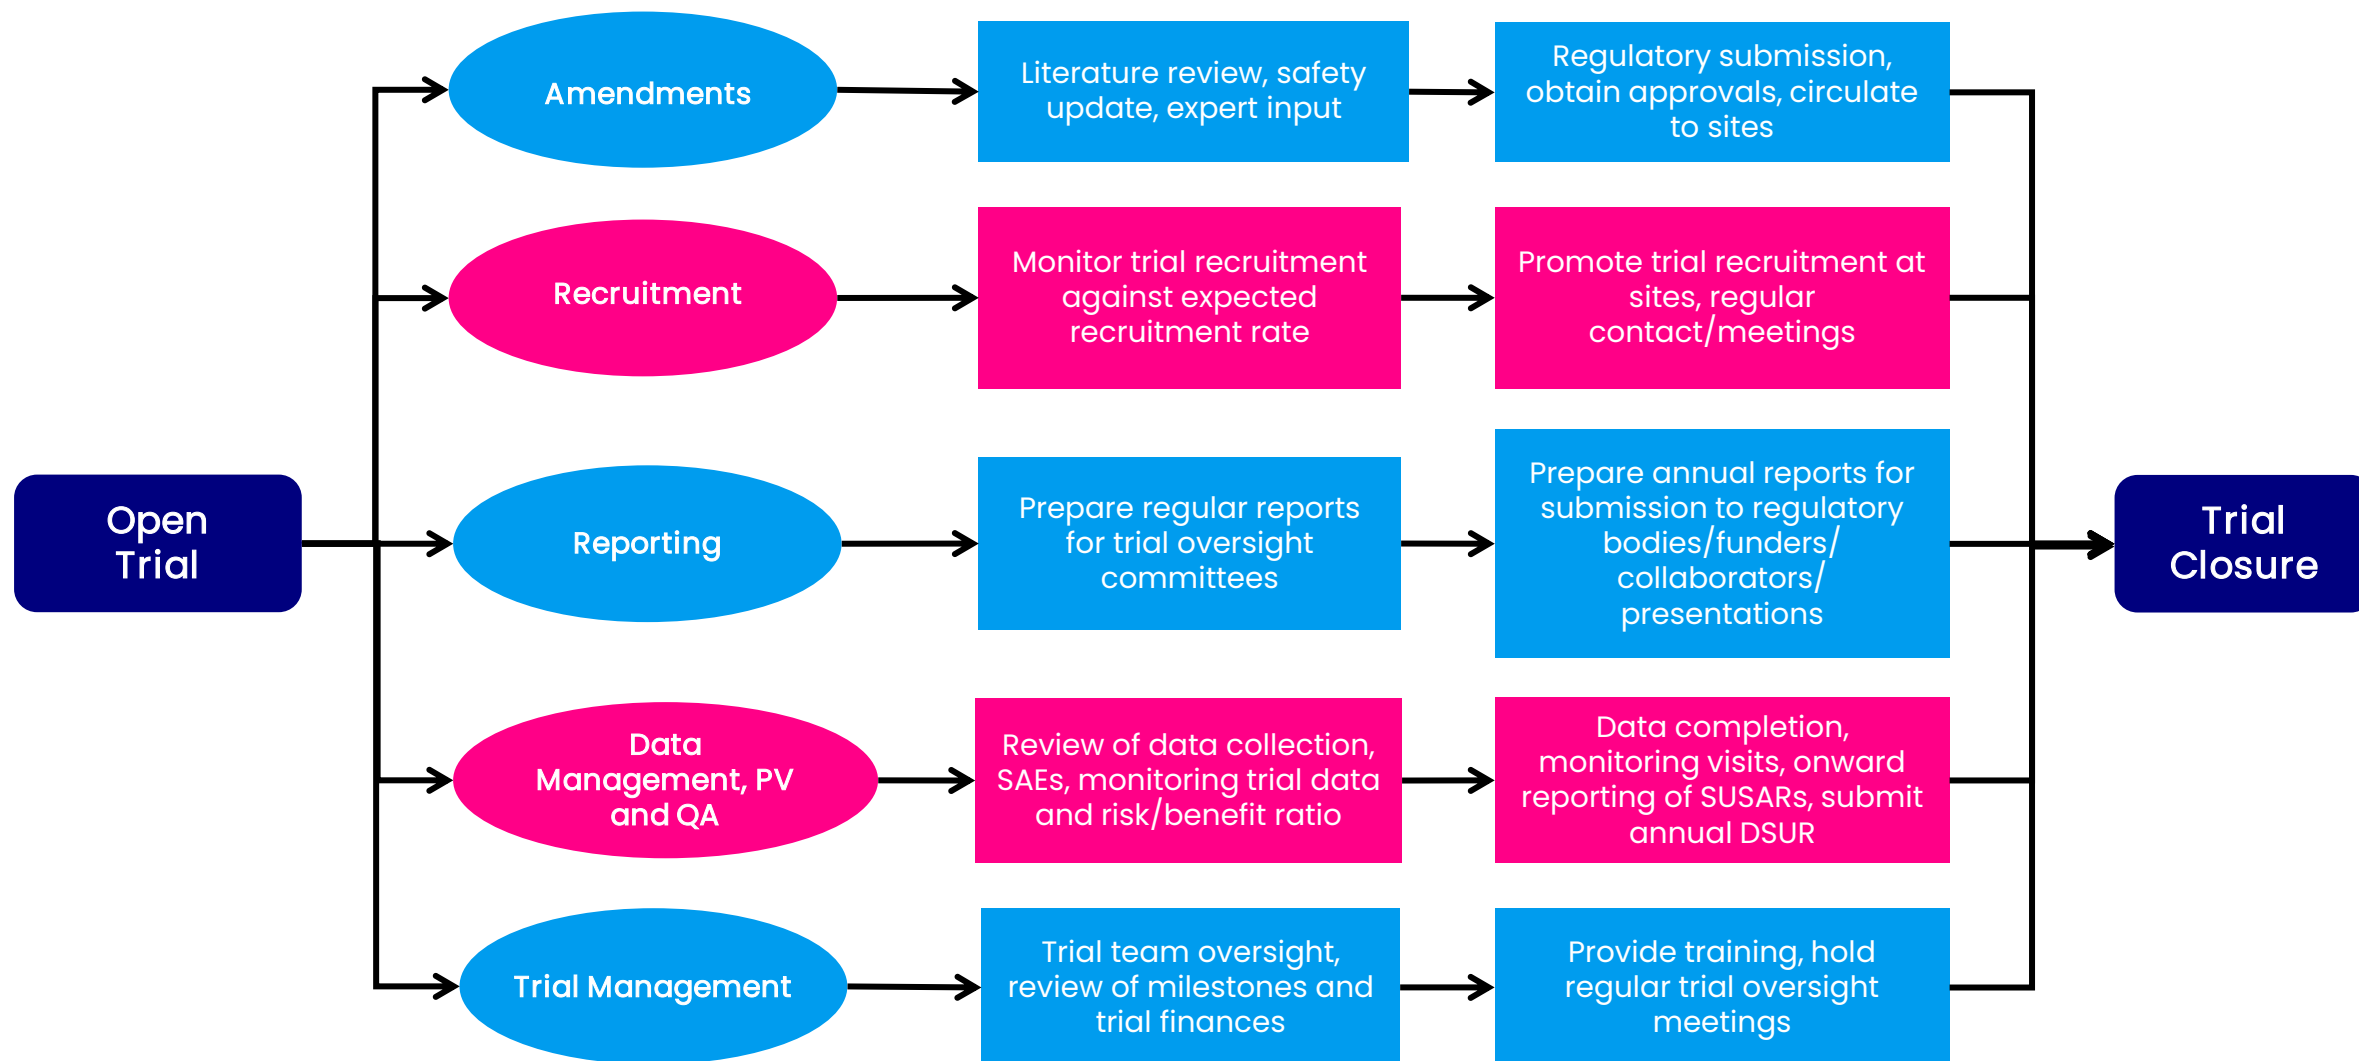 Open
Trial
Amendments
Literature review, safety
update, expert input
Regulatory submission,
obtain approvals, circulate
to sites
Recruitment
Monitor trial recruitment
against expected
recruitment rate
Promote trial recruitment at
sites, regular
contact/meetings
Reporting
Prepare regular reports
for trial oversight
committees
Prepare annual reports for
submission to regulatory
bodies/funders/
collaborators/
presentations
Data
Management, PV
and QA
Review of data collection,
SAEs, monitoring trial data
and risk/benefit ratio
Data completion,
monitoring visits, onward
reporting of SUSARs, submit
annual DSUR
Trial Management
Trial team oversight,
review of milestones and
trial finances
Provide training, hold
regular trial oversight
meetings
Trial
Closure